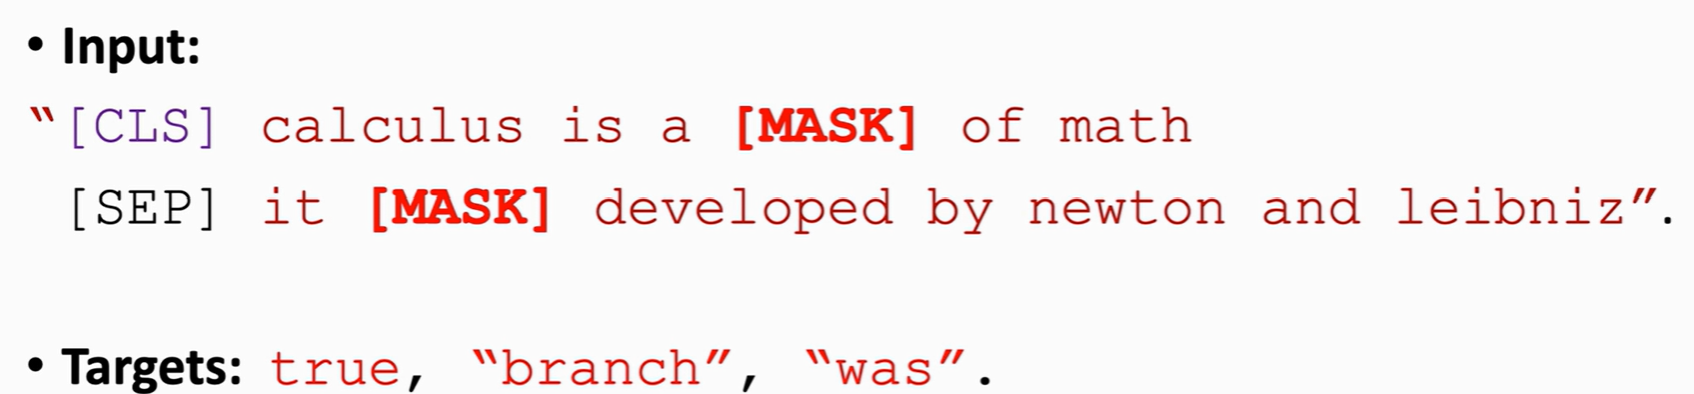 • Input:
“[CLS] calculus is a [MASK] of math
[SEP] it [MASK] developed by newton and leibniz”.
• Targets: true, “branch”, “was”.